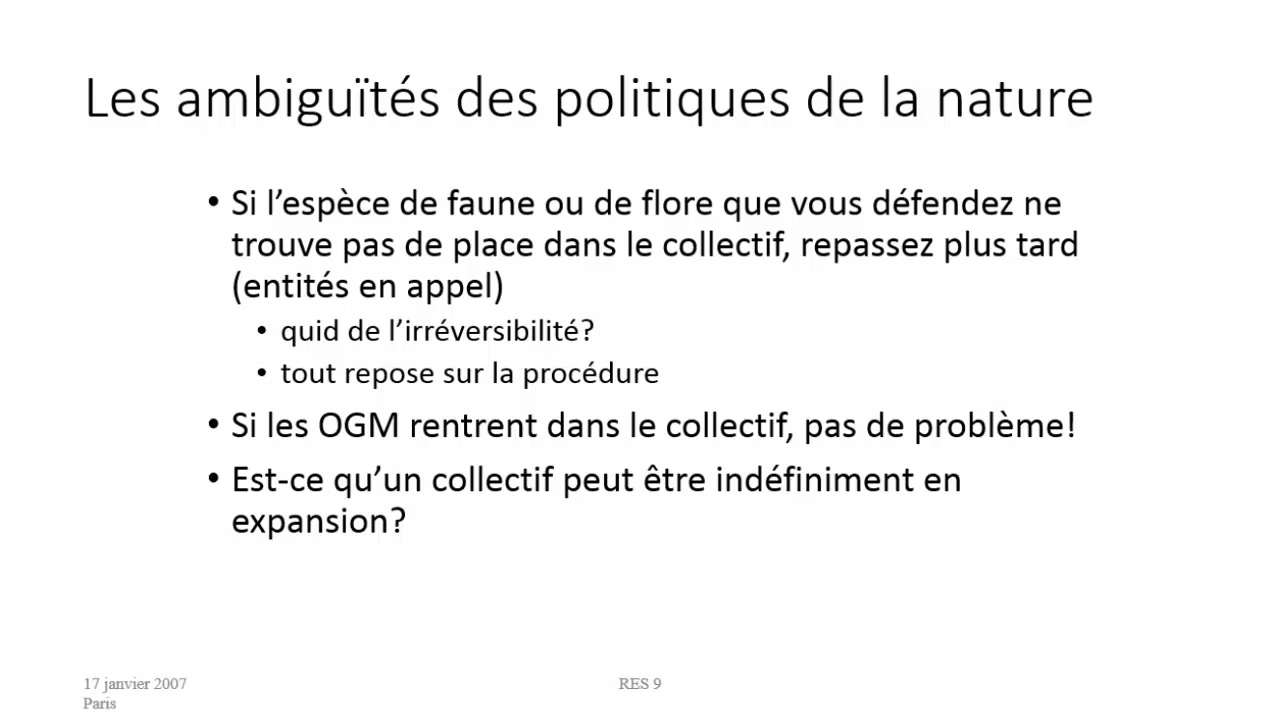 Les ambiguïtés des politiques de la nature
• Si l’espèce de faune ou de flore que vous défendez ne
trouve pas de place dans le collectif, repassez plus tard
(entités en appel)
• quid de l’irréversibilité?
• tout repose sur la procédure
• Si les OGM rentrent dans le collectif, pas de problème!
• Est-ce qu’un collectif peut être indéfiniment en
expansion?
17 janvier 2007
Paris
RES 9